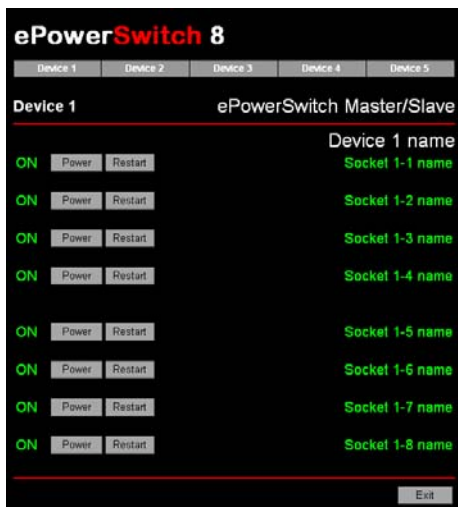 ePowerSwitch 8
Device 1 Device 2 Device 3 Device 4 Device 5
Device 1 ePowerSwitch Master/Slave
Device 1 name
ON Power Restart Socket 1-1 name
ON Power Restart Socket 1-2 name
ON Power Restart Socket 1-3 name
ON Power Restart Socket 1-4 name
ON Power Restart Socket 1-5 name
ON Power Restart Socket 1-6 name
ON Power Restart Socket 1-7 name
ON Power Restart Socket 1-8 name
Exit